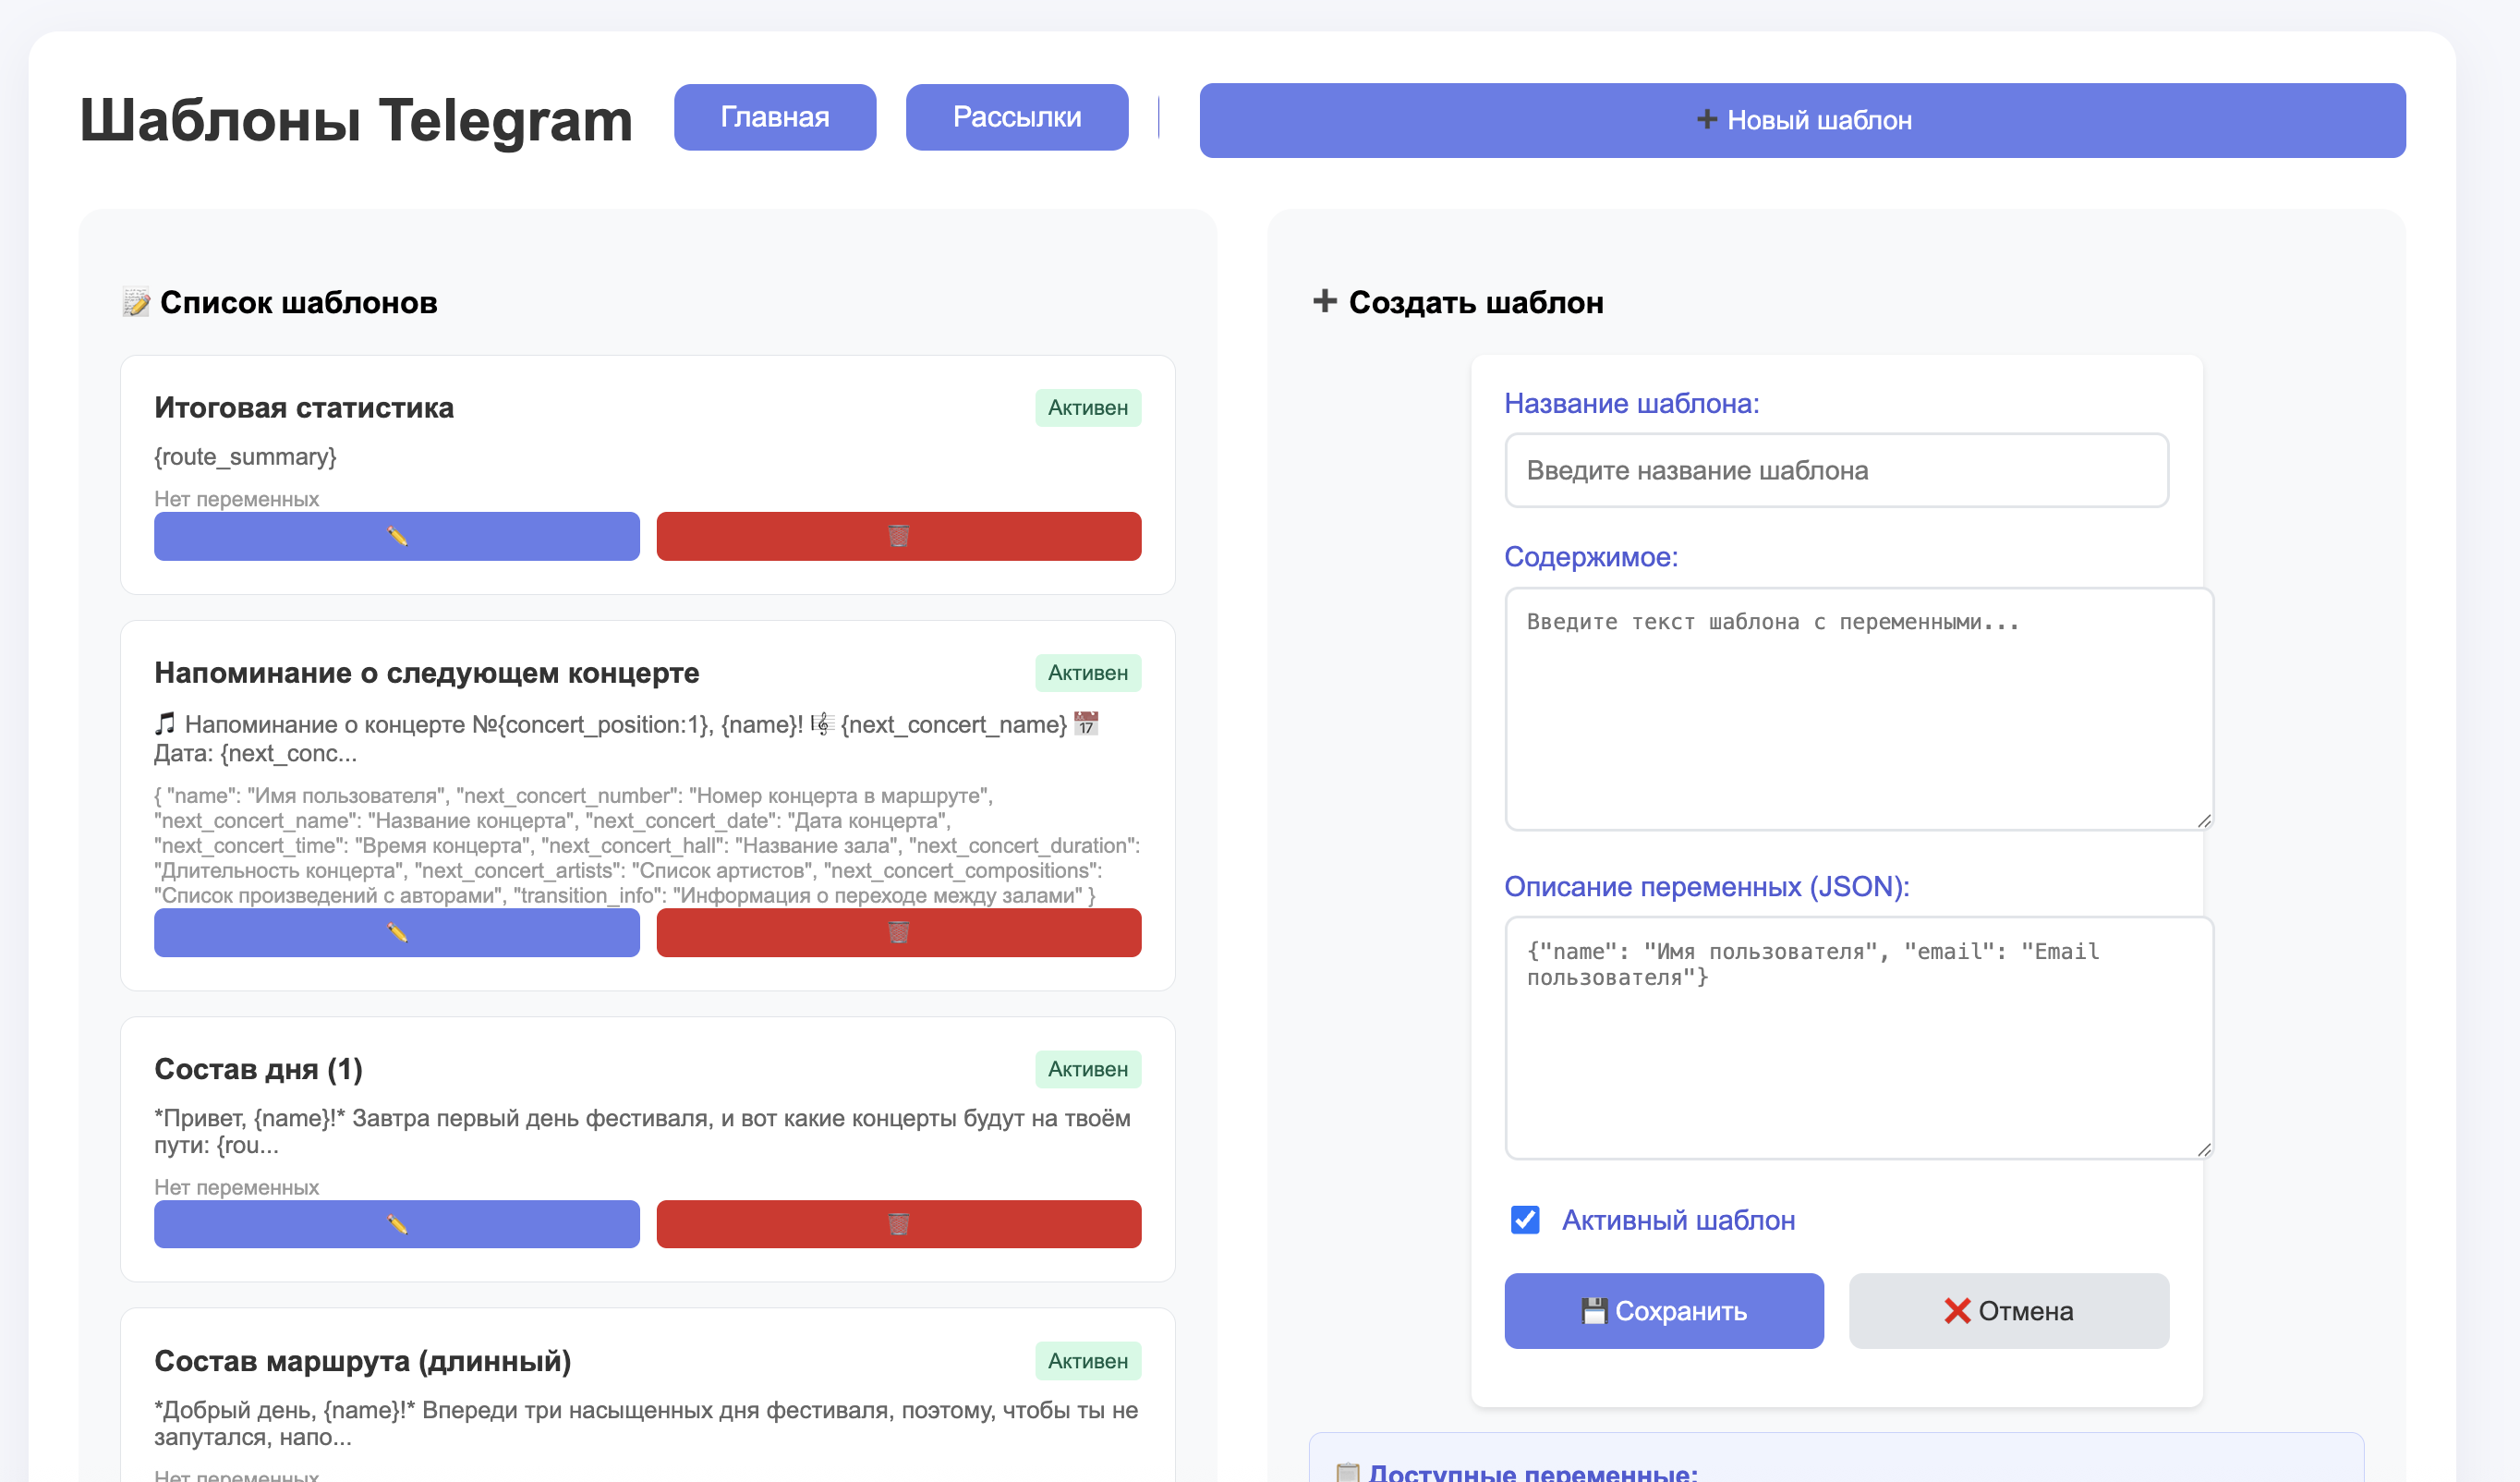 Шаблоны Telegram
Главная
Рассылки
➕ Новый шаблон
📝 Список шаблонов
Итоговая статистика
Активен
{route_summary}
Нет переменных
Напоминание о следующем концерте
Активен
🎵 Напоминание о концерте №{concert_position:1}, {name}! 🎼 {next_concert_name} 📅
Дата: {next_conc...
{ "name": "Имя пользователя", "next_concert_number": "Номер концерта в маршруте",
"next_concert_name": "Название концерта", "next_concert_date": "Дата концерта",
"next_concert_time": "Время концерта", "next_concert_hall": "Название зала", "next_concert_duration":
"Длительность концерта", "next_concert_artists": "Список артистов", "next_concert_compositions":
"Список произведений с авторами", "transition_info": "Информация о переходе между залами" }
Состав дня (1)
Активен
*Привет, {name}!* Завтра первый день фестиваля, и вот какие концерты будут на твоём
пути: {rou...
Нет переменных
Состав маршрута (длинный)
Активен
*Добрый день, {name}!* Впереди три насыщенных дня фестиваля, поэтому, чтобы ты не
запутался, напо...
Нет переменных
➕ Создать шаблон
Название шаблона:
Введите название шаблона
Содержимое:
Введите текст шаблона с переменными...
Описание переменных (JSON):
{"name": "Имя пользователя", "email": "Email
пользователя"}
Активный шаблон
💾 Сохранить
❌ Отмена
📋 Доступные переменные: